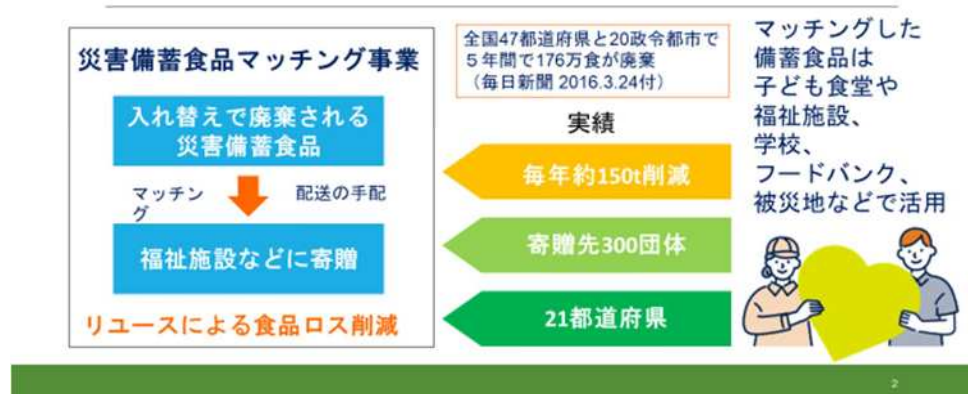 災害備蓄食品マッチング事業
入れ替えで廃棄される
災害備蓄食品
マッチン
グ
配送の手配
福祉施設などに寄贈
リユースによる食品ロス削減
全国47都道府県と20政令都市で
５年間で176万食が廃棄
（毎日新聞 2016.3.24付）
実績
毎年約150t削減
寄贈先300団体
21都道府県
マッチングした
備蓄食品は
子ども食堂や
福祉施設、
学校、
フードバンク、
被災地などで活用
2